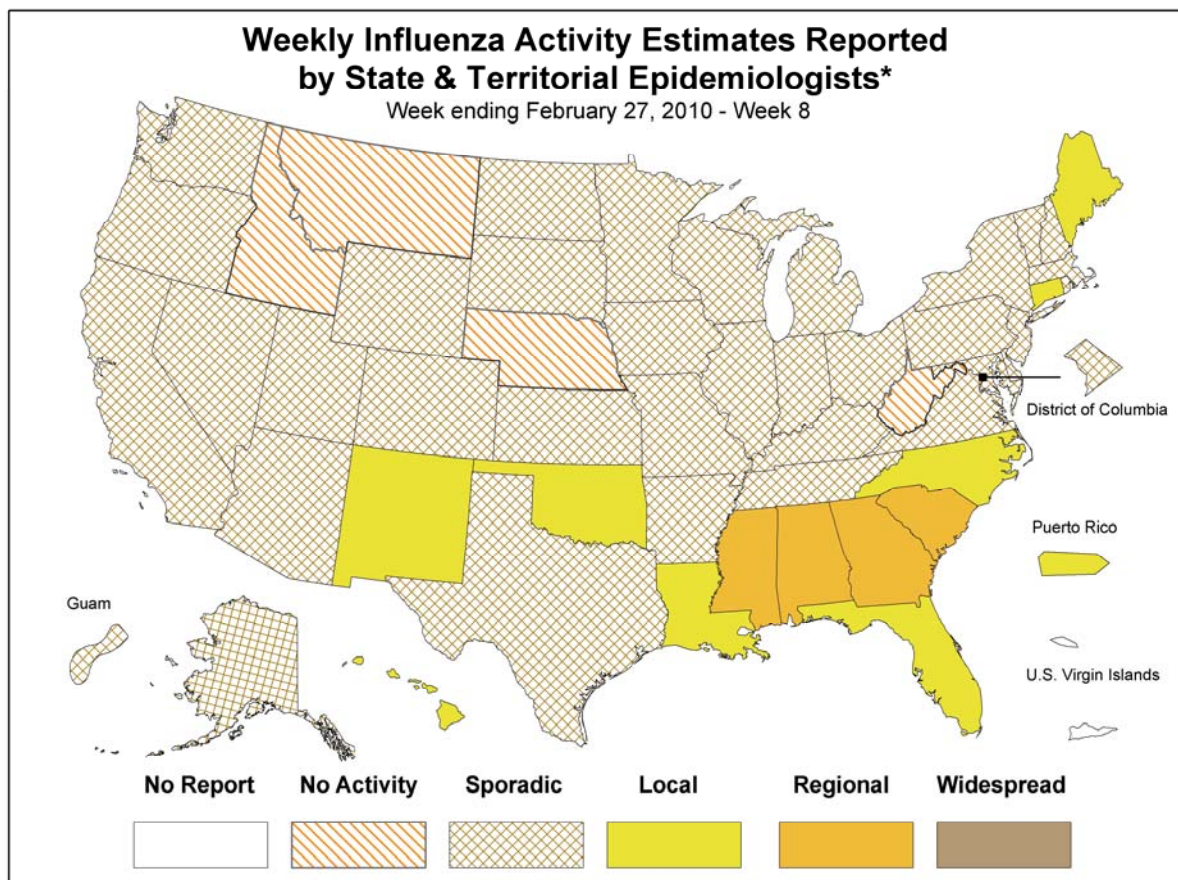 Weekly Influenza Activity Estimates Reported
by State & Territorial Epidemiologists*
Week ending February 27, 2010 - Week 8
District of Columbia
Puerto Rico
Guam
U.S. Virgin Islands
No Report No Activity Sporadic Local Regional Widespread